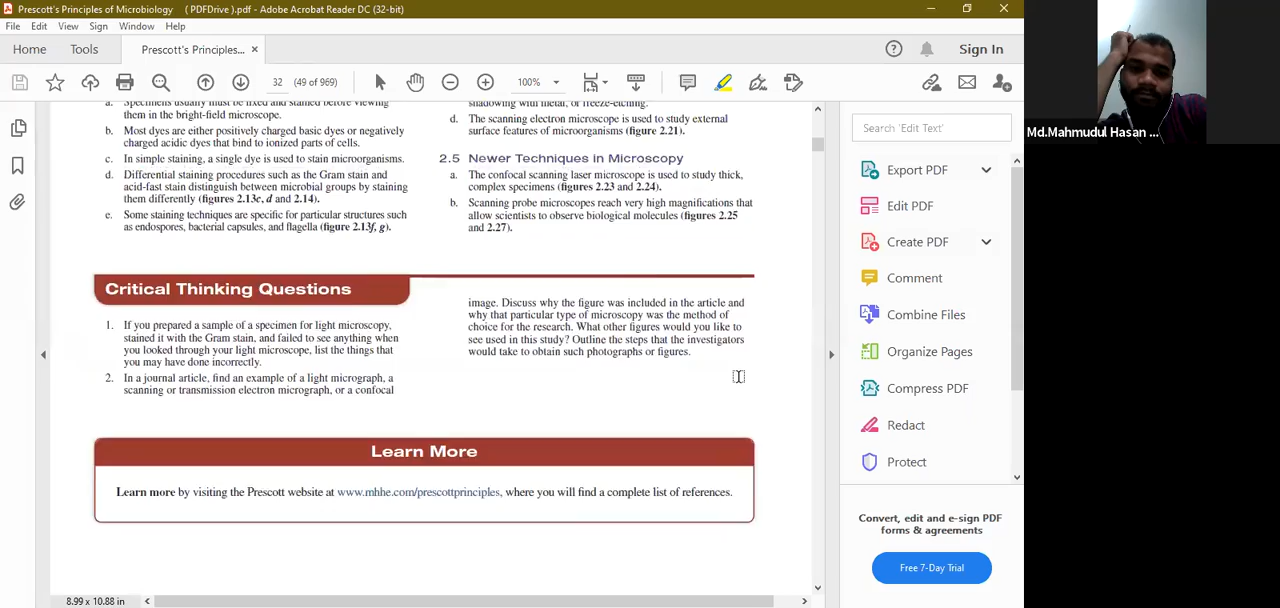 Prescott's Principles of Microbiology ( PDFDrive ).pdf - Adobe Acrobat Reader DC (32-bit)
File Edit View Sign Window Help
Home Tools Prescott's Principles... × Sign In
32 (49 of 969) 100%
a. Specimens usually must be fixed and stained before viewing
them in the bright-field microscope.
b. Most dyes are either positively charged basic dyes or negatively
charged acidic dyes that bind to ionized parts of cells.
c. In simple staining, a single dye is used to stain microorganisms.
d. Differential staining procedures such as the Gram stain and
acid-fast stain distinguish between microbial groups by staining
them differently (figures 2.13c, d and 2.14).
e. Some staining techniques are specific for particular structures such
as endospores, bacterial capsules, and flagella (figure 2.13f, g).
shadowing with metal, or freeze-etching.
d. The scanning electron microscope is used to study external
surface features of microorganisms (figure 2.21).
2.5 Newer Techniques in Microscopy
a. The confocal scanning laser microscope is used to study thick,
complex specimens (figures 2.23 and 2.24).
b. Scanning probe microscopes reach very high magnifications that
allow scientists to observe biological molecules (figures 2.25
and 2.27).
Critical Thinking Questions
1. If you prepared a sample of a specimen for light microscopy,
stained it with the Gram stain, and failed to see anything when
you looked through your light microscope, list the things that
you may have done incorrectly.
2. In a journal article, find an example of a light micrograph, a
scanning or transmission electron micrograph, or a confocal
image. Discuss why the figure was included in the article and
why that particular type of microscopy was the method of
choice for the research. What other figures would you like to
see used in this study? Outline the steps that the investigators
would take to obtain such photographs or figures.
Learn More
Learn more by visiting the Prescott website at www.mhhe.com/prescottprinciples, where you will find a complete list of references.
8.99 x 10.88 in
Search 'Edit Text'
Export PDF
Edit PDF
Create PDF
Comment
Combine Files
Organize Pages
Compress PDF
Redact
Protect
Convert, edit and e-sign PDF
forms & agreements
Free 7-Day Trial
Md.Mahmudul Hasan ...